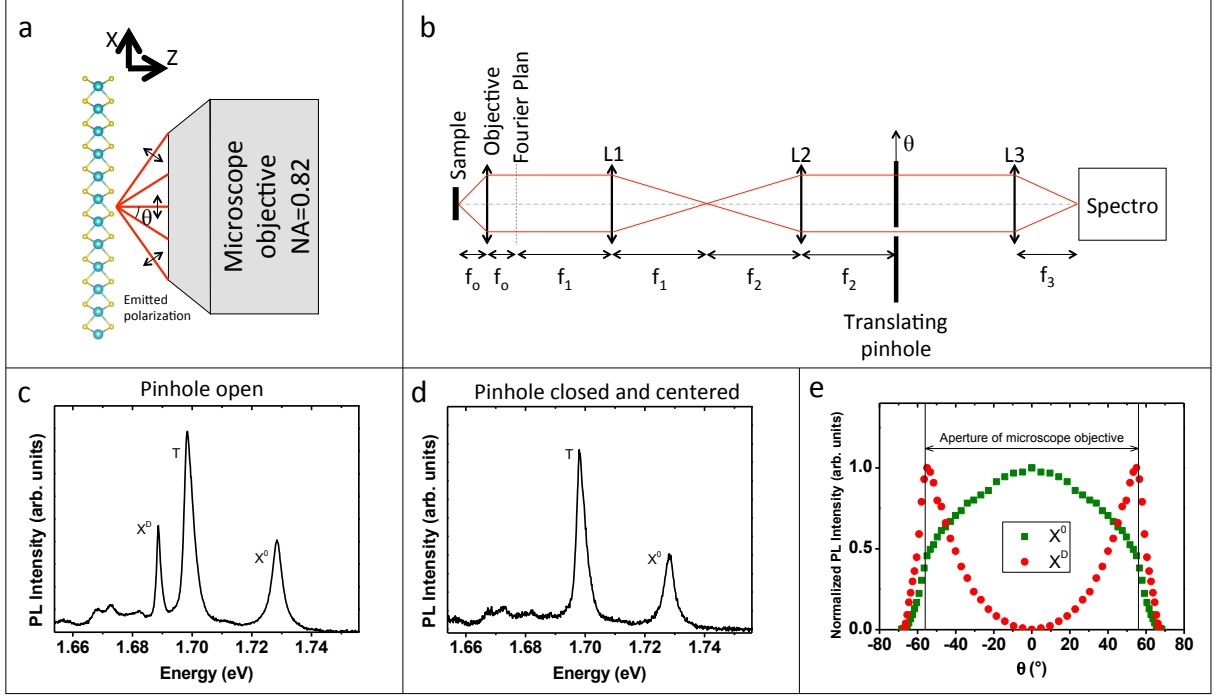 a
X
Z
θ
Microscope
objective
NA=0.82
Emitted
polarization
b
Sample
Objective
Fourier Plan
L1
L2
θ
L3
Spectro
fo
fo
f1
f1
f2
f2
f3
Translating
pinhole
c
Pinhole open
PL Intensity (arb. units)
XD
T
X0
1.66
1.68
1.70
1.72
1.74
Energy (eV)
d
Pinhole closed and centered
PL Intensity (arb. units)
T
X0
1.66
1.68
1.70
1.72
1.74
Energy (eV)
e
Normalized PL Intensity (arb. units)
Aperture of microscope objective
1.0
0.5
0.0
X0
XD
-80 -60 -40 -20 0 20 40 60 80
θ (°)